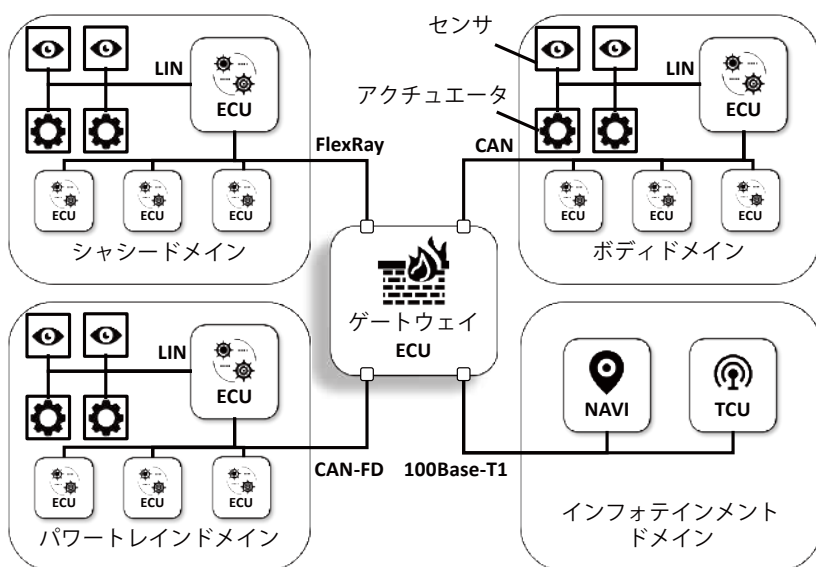 センサ
LIN
ECU
アクチュエータ
LIN
ECU
FlexRay
CAN
ECU
ECU
ECU
シャシードメイン
ECU
ECU
ECU
ボディドメイン
ゲートウェイ
ECU
LIN
ECU
NAVI
TCU
CAN-FD
100Base-T1
ECU
ECU
ECU
パワートレインドメイン
インフォテインメント
ドメイン